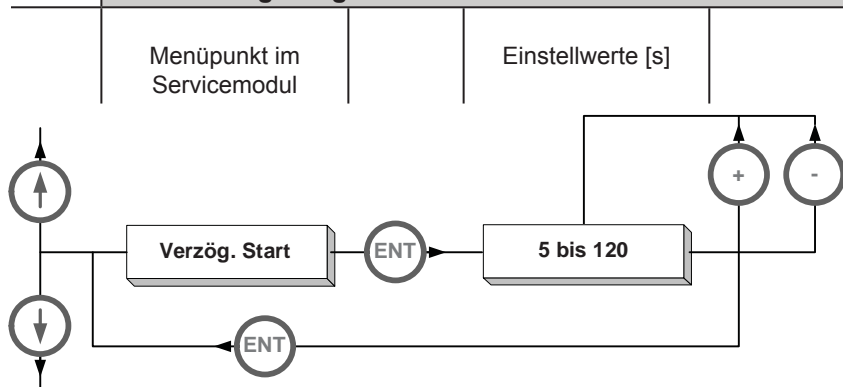 Menüpunkt im
Servicemodul
Einstellwerte [s]
+
-
Verzög. Start
ENT
5 bis 120
ENT